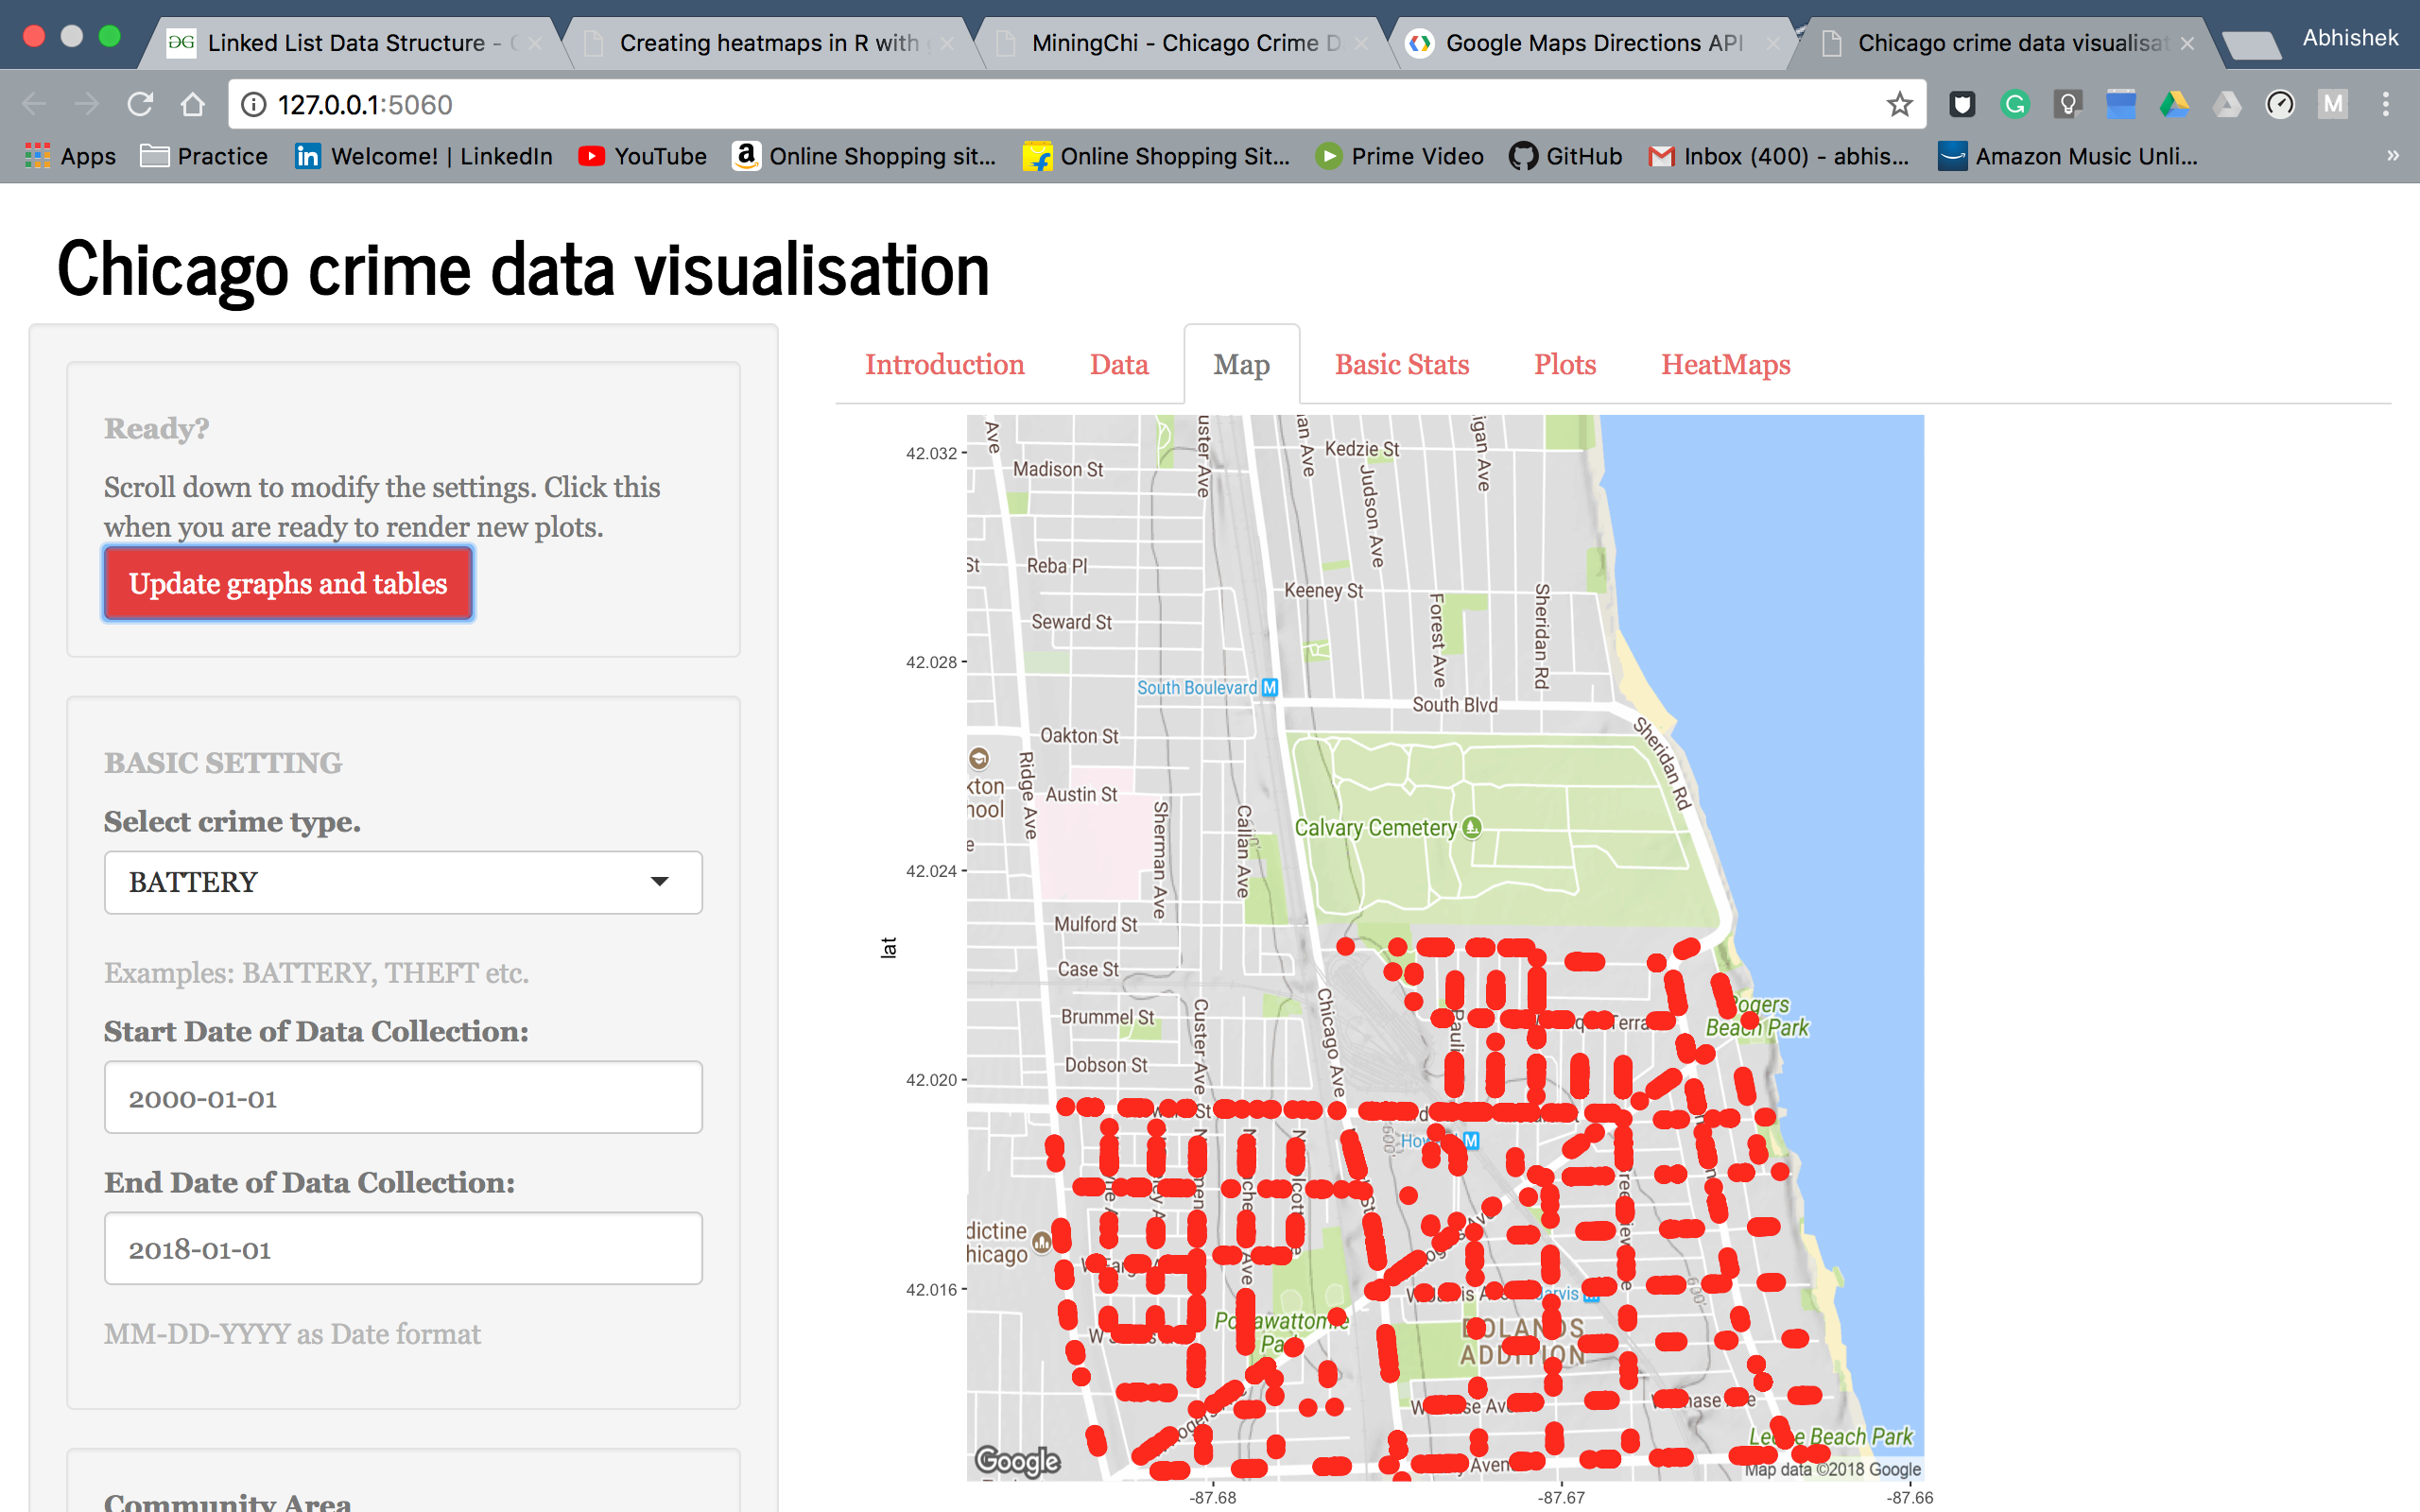 Linked List Data Structure -
Creating heatmaps in R with
MiningChi - Chicago Crime D
Google Maps Directions API
Chicago crime data visualisat
Abhishek
127.0.0.1:5060
Apps
Practice
Welcome! | LinkedIn
YouTube
Online Shopping sit...
Online Shopping Sit...
Prime Video
GitHub
Inbox (400) - abhis...
Amazon Music Unli...
»
Chicago crime data visualisation
Ready?
Scroll down to modify the settings. Click this
when you are ready to render new plots.
Update graphs and tables
BASIC SETTING
Select crime type.
BATTERY
Examples: BATTERY, THEFT etc.
Start Date of Data Collection:
2000-01-01
End Date of Data Collection:
2018-01-01
MM-DD-YYYY as Date format
Community Area
Introduction
Data
Map
Basic Stats
Plots
HeatMaps
lat
42.032
42.028
42.024
42.020
42.016
-87.68
-87.67
-87.66
Ave
uster Ave
an Ave
igan Ave
Kedzie St
Madison St
Judson Ave
St
Reba Pl
Keeney St
Seward St
Forest Ave
Sheridan Rd
South Boulevard
M
South Blvd
Sheridan Rd
Oakton St
Ridge Ave
kton
hool
Austin St
Sherman Ave
Callan Ave
Calvary Cemetery
Mulford St
Case St
Custer Ave
Chicago Ave
Brummel St
Dobson St
Beach Park
Terra
St
M
600'
dictine
hicago
Ave
600'
ADDITION
Beach Park
Aven
Google
Map data ©2018 Google